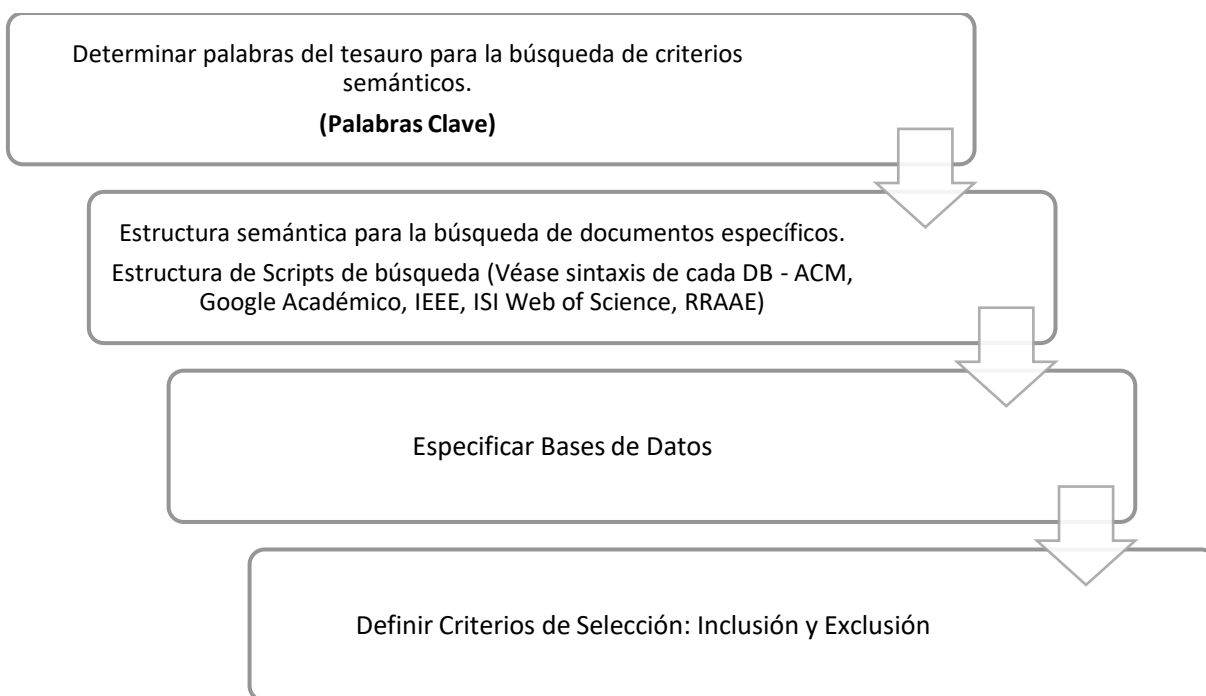 Determinar palabras del tesauro para la búsqueda de criterios
semánticos.
(Palabras Clave)
Estructura semántica para la búsqueda de documentos específicos.
Estructura de Scripts de búsqueda (Véase sintaxis de cada DB - ACM,
Google Académico, IEEE, ISI Web of Science, RRAAE)
Especificar Bases de Datos
Definir Criterios de Selección: Inclusión y Exclusión